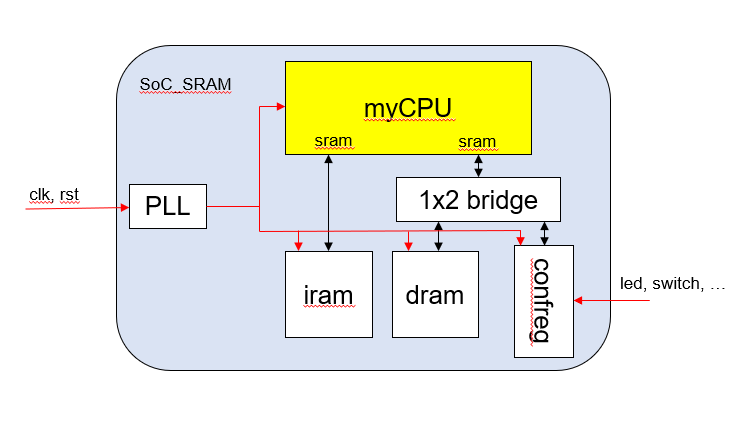 SoC_SRAM
myCPU
sram
sram
clk, rst
PLL
1x2 bridge
iram
dram
confreg
led, switch, …